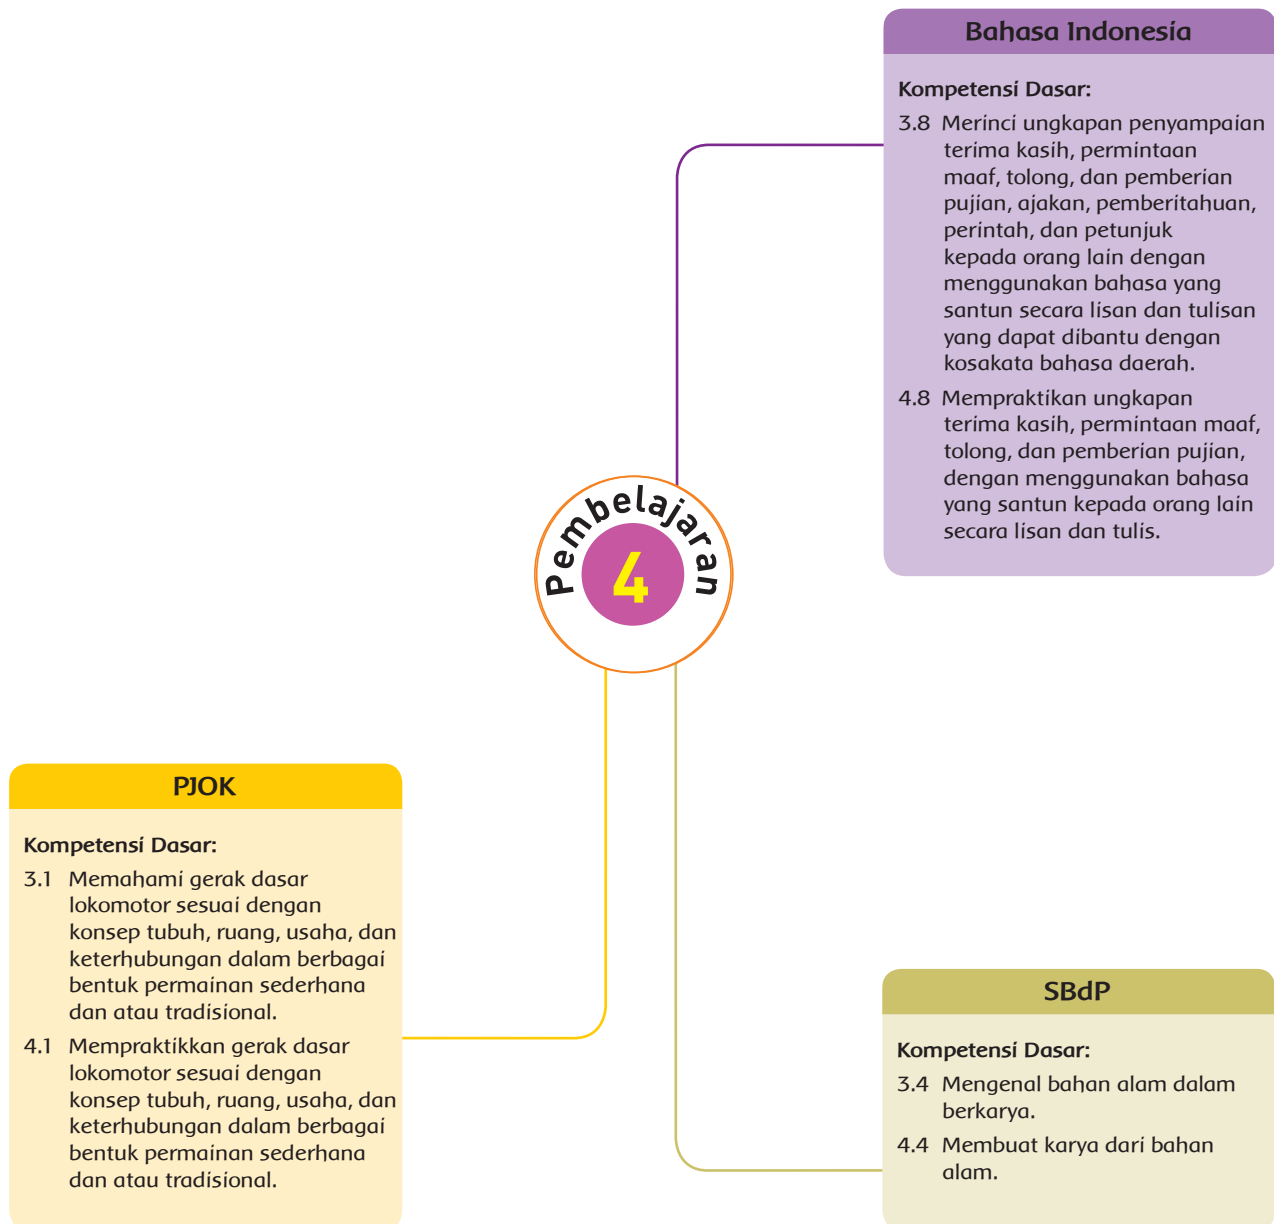 Bahasa Indonesia
Kompetensi Dasar:
3.8 Merinci ungkapan penyampaian
terima kasih, permintaan
maaf, tolong, dan pemberian
pujian, ajakan, pemberitahuan,
perintah, dan petunjuk
kepada orang lain dengan
menggunakan bahasa yang
santun secara lisan dan tulisan
yang dapat dibantu dengan
kosakata bahasa daerah.
4.8 Mempraktikan ungkapan
terima kasih, permintaan maaf,
tolong, dan pemberian pujian,
dengan menggunakan bahasa
yang santun kepada orang lain
secara lisan dan tulis.
Pembelajaran
4
PJOK
Kompetensi Dasar:
3.1 Memahami gerak dasar
lokomotor sesuai dengan
konsep tubuh, ruang, usaha, dan
keterhubungan dalam berbagai
bentuk permainan sederhana
dan atau tradisional.
4.1 Mempraktikkan gerak dasar
lokomotor sesuai dengan
konsep tubuh, ruang, usaha, dan
keterhubungan dalam berbagai
bentuk permainan sederhana
dan atau tradisional.
SBdP
Kompetensi Dasar:
3.4 Mengenal bahan alam dalam
berkarya.
4.4 Membuat karya dari bahan
alam.